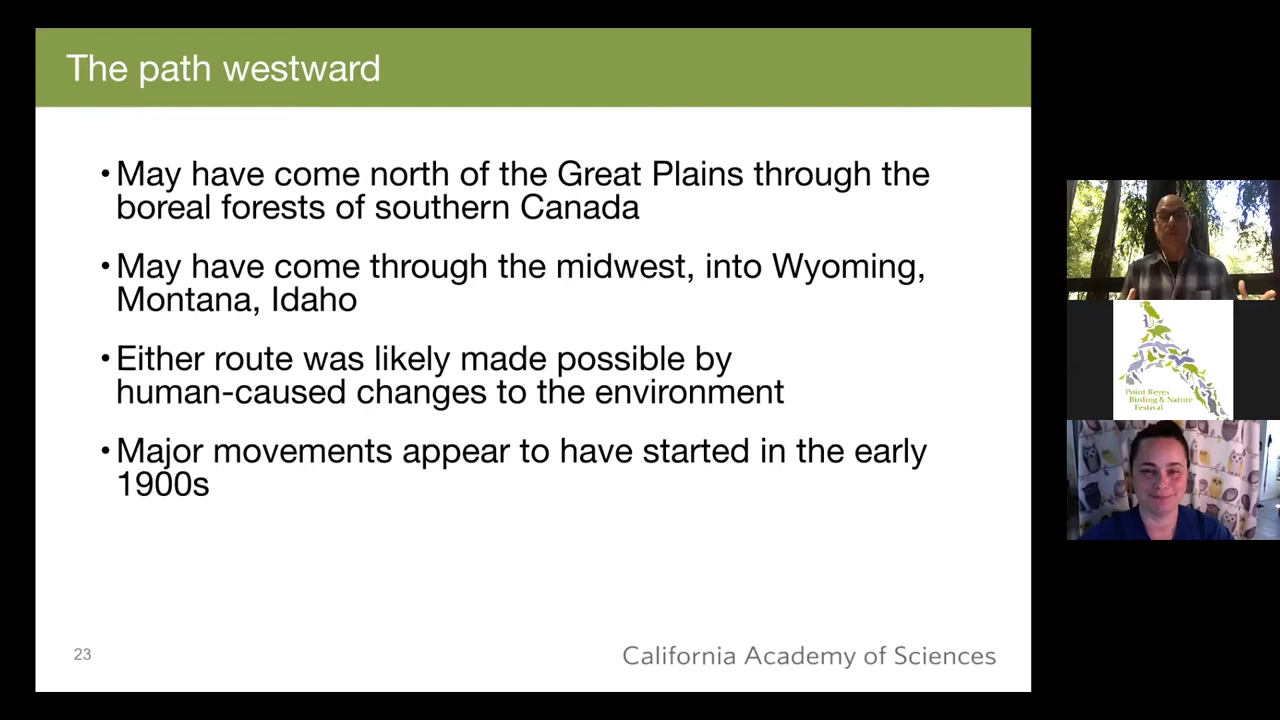 The path westward
• May have come north of the Great Plains through the
boreal forests of southern Canada
• May have come through the midwest, into Wyoming,
Montana, Idaho
• Either route was likely made possible by
human-caused changes to the environment
• Major movements appear to have started in the early
1900s
23
California Academy of Sciences
Point Reyes
Birding & Nature
Festival